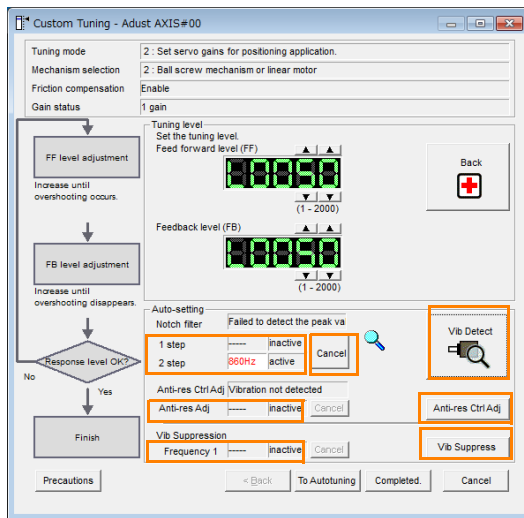 Custom Tuning - Adust AXIS#00
Tuning mode 2 : Set servo gains for positioning application.
Mechanism selection 2 : Ball screw mechanism or linear motor
Friction compensation Enable
Gain status 1 gain
Tuning level
Set the tuning level.
Feed forward level (FF)
L0050
(1 - 2000)
Feedback level (FB)
L0050
(1 - 2000)
Back
FF level adjustment
Increase until
overshooting occurs.
FB level adjustment
Increase until
overshooting disappears.
Response level OK?
No
Yes
Finish
Auto-setting
Notch filter Failed to detect the peak va
1 step ----- inactive
2 step 860Hz active
Cancel
Vib Detect
Anti-res Ctrl Adj Vibration not detected
Anti-res Adj ----- inactive Cancel Anti-res Ctrl Adj
Vib Suppression
Frequency 1 ----- inactive Cancel Vib Suppress
Precautions < Back To Autotuning Completed. Cancel